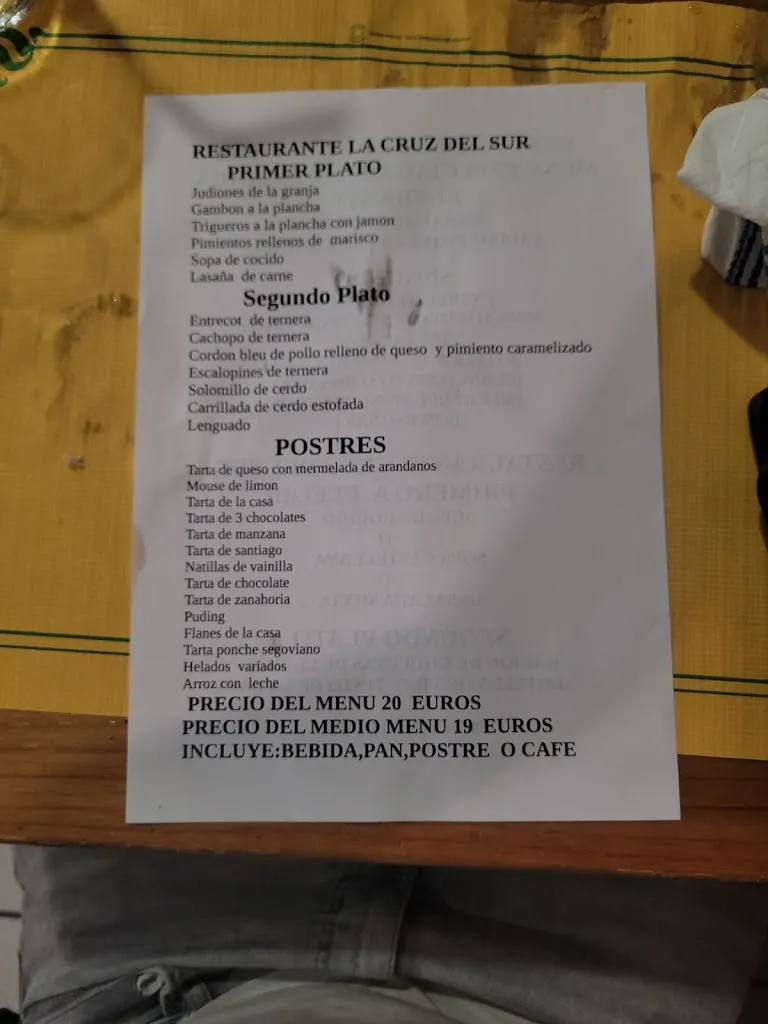 RESTAURANTE LA CRUZ DEL SUR
PRIMER PLATO
Judiones de la granja
Gambon a la plancha
Trigueros a la plancha con jamon
Pimientos rellenos de marisco
Sopa de cocido
Lasaña de carne
Segundo Plato
Entrecot de ternera
Cachopo de ternera
Cordon bleu de pollo relleno de queso y pimiento caramelizado
Escalopines de ternera
Solomillo de cerdo
Carrillada de cerdo estofada
Lenguado
POSTRES
Tarta de queso con mermelada de arandanos
Mouse de limon
Tarta de la casa
Tarta de 3 chocolates
Tarta de manzana
Tarta de santiago
Natillas de vainilla
Tarta de chocolate
Tarta de zanahoria
Puding
Flanes de la casa
Tarta ponche segoviano
Helados variados
Arroz con leche
PRECIO DEL MENU 20 EUROS
PRECIO DEL MEDIO MENU 19 EUROS
INCLUYE:BEBIDA,PAN,POSTRE O CAFE